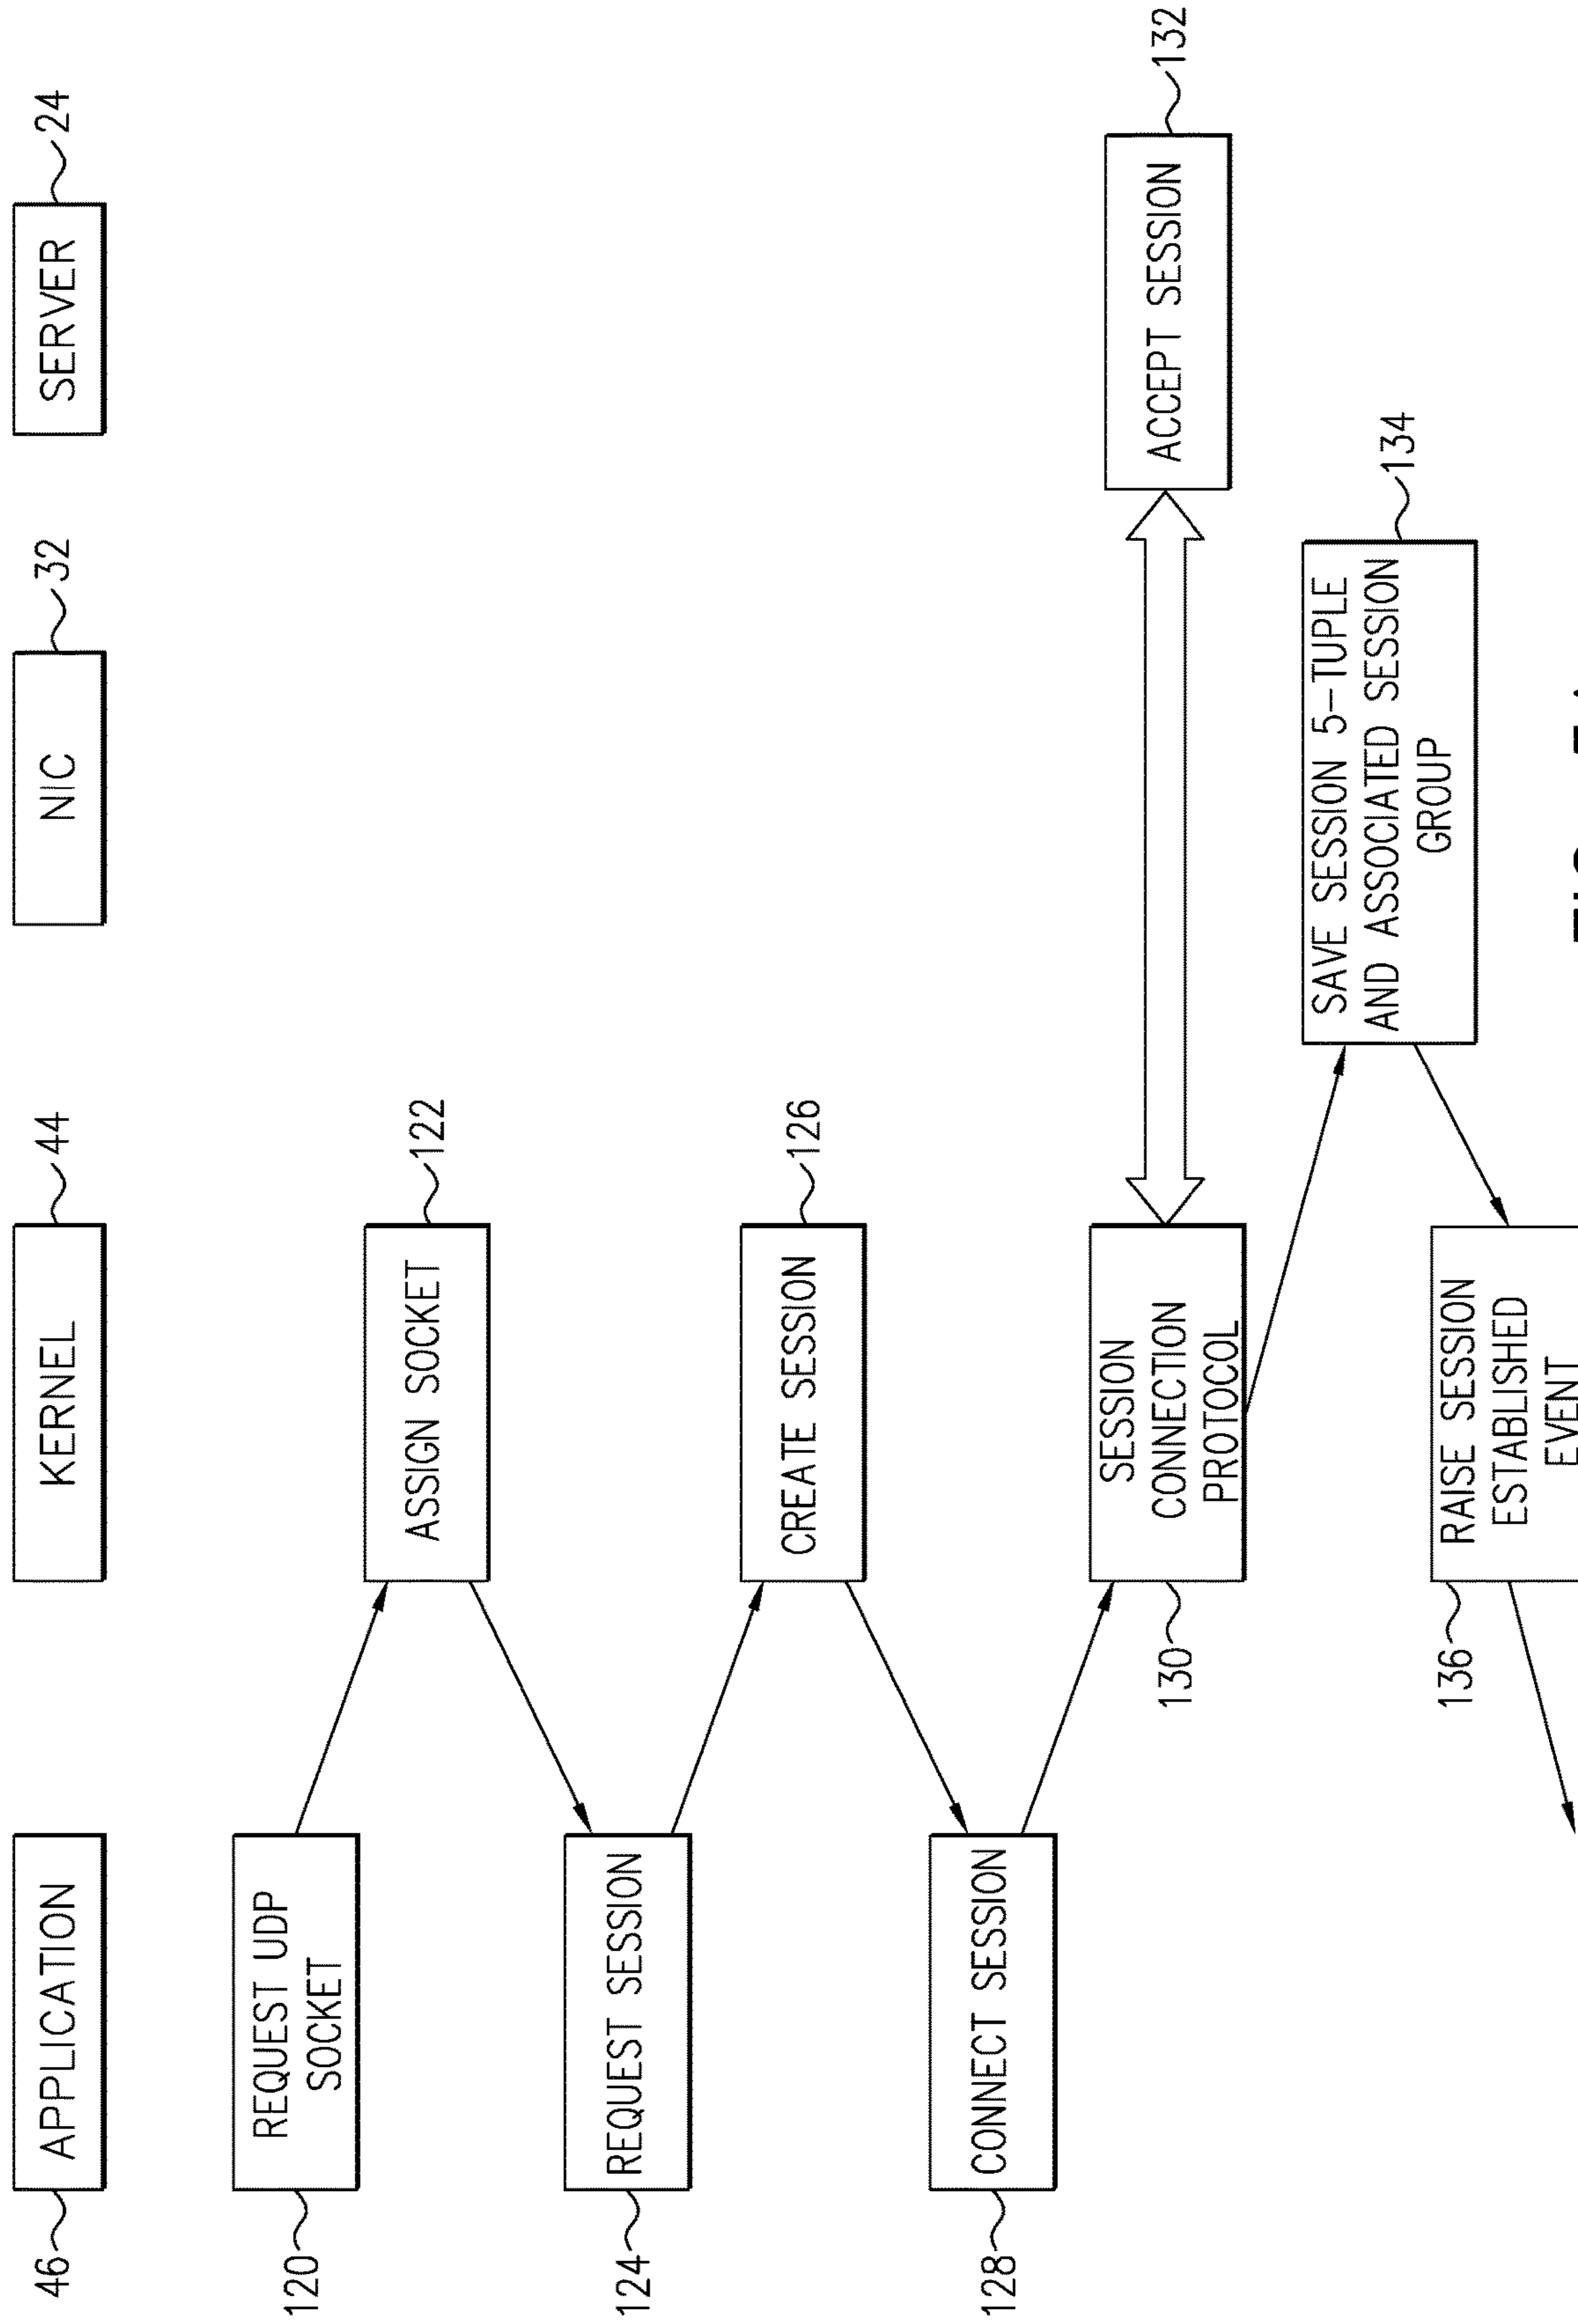 46 APPLICATION
KERNEL 44
NIC 32
SERVER 24
120 REQUEST UDP
SOCKET
ASSIGN SOCKET 122
124 REQUEST SESSION
CREATE SESSION 126
128 CONNECT SESSION
SESSION
CONNECTION
PROTOCOL
130
ACCEPT SESSION 132
SAVE SESSION 5-TUPLE
AND ASSOCIATED SESSION
GROUP
134
136 RAISE SESSION
ESTABLISHED
EVENT